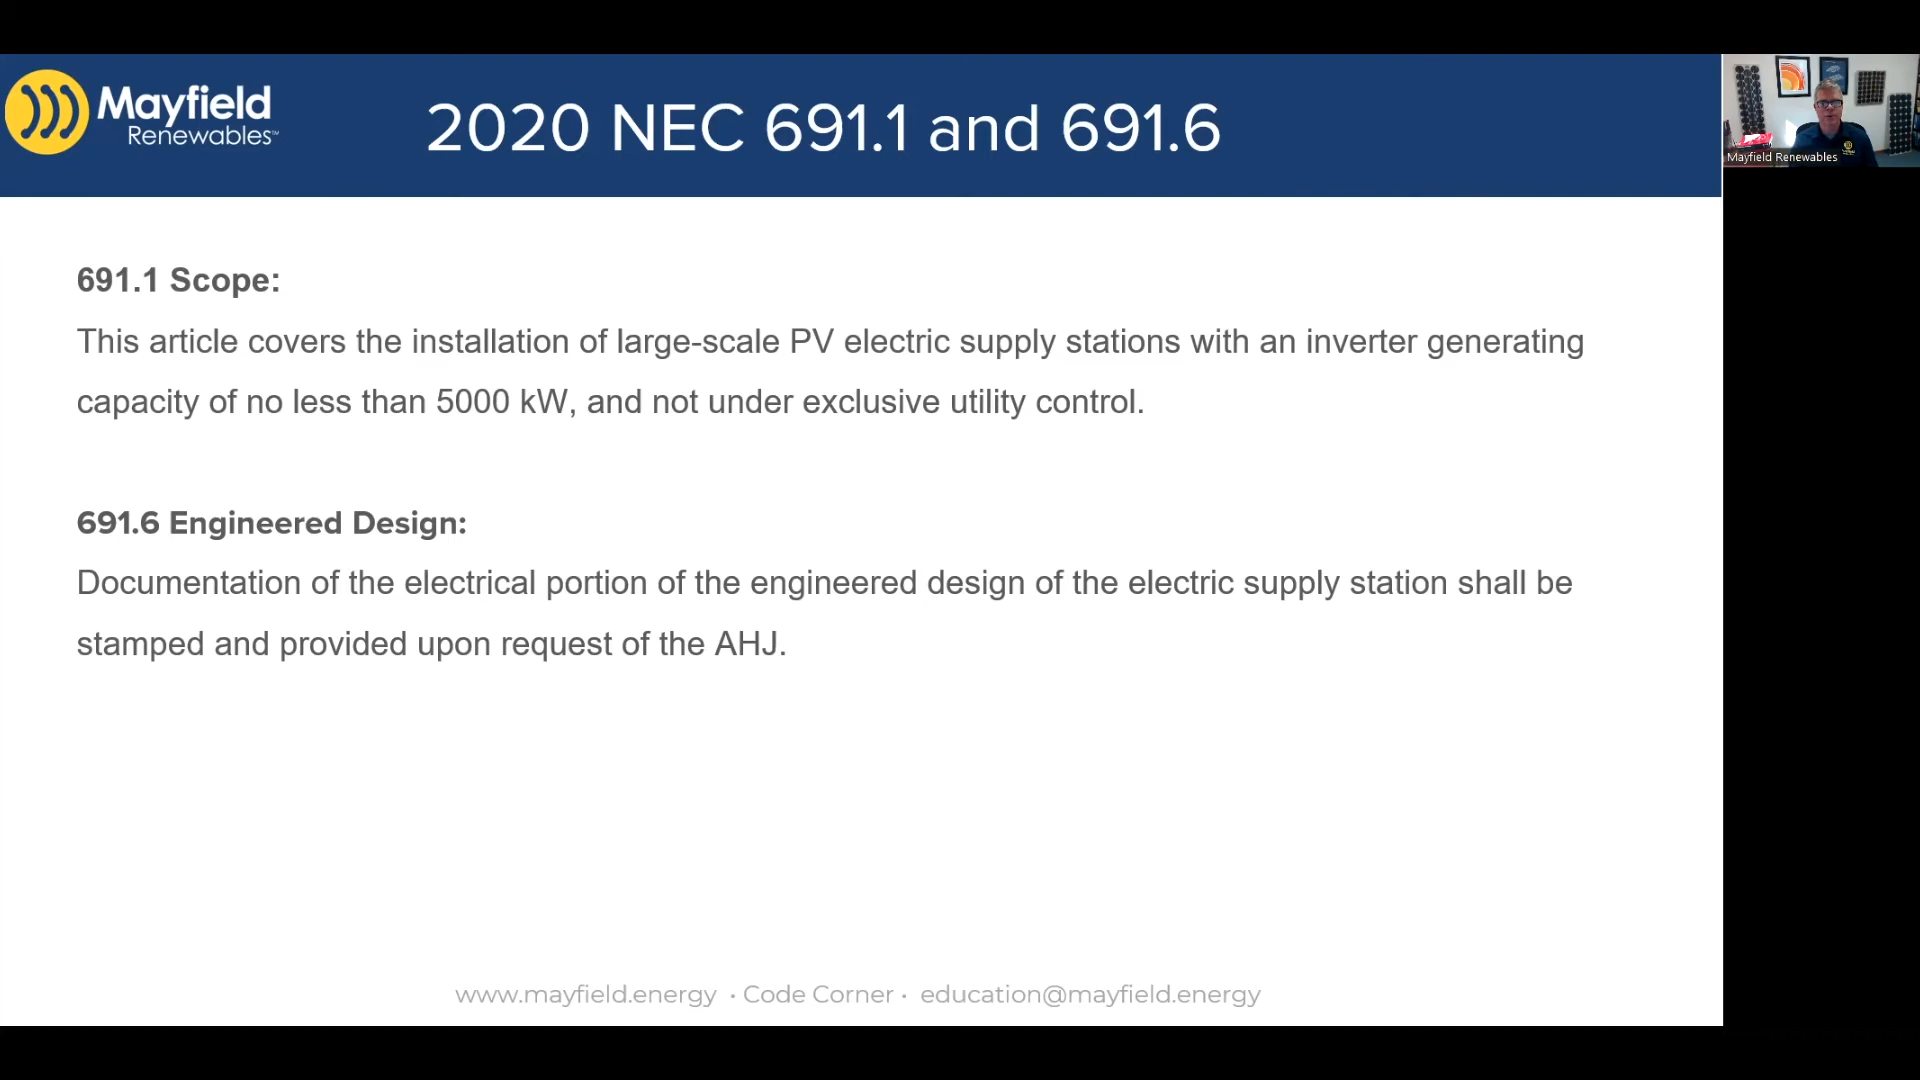 Mayfield
Renewables™
2020 NEC 691.1 and 691.6
Mayfield Renewables
691.1 Scope:
This article covers the installation of large-scale PV electric supply stations with an inverter generating
capacity of no less than 5000 kW, and not under exclusive utility control.
691.6 Engineered Design:
Documentation of the electrical portion of the engineered design of the electric supply station shall be
stamped and provided upon request of the AHJ.
www.mayfield.energy · Code Corner · education@mayfield.energy